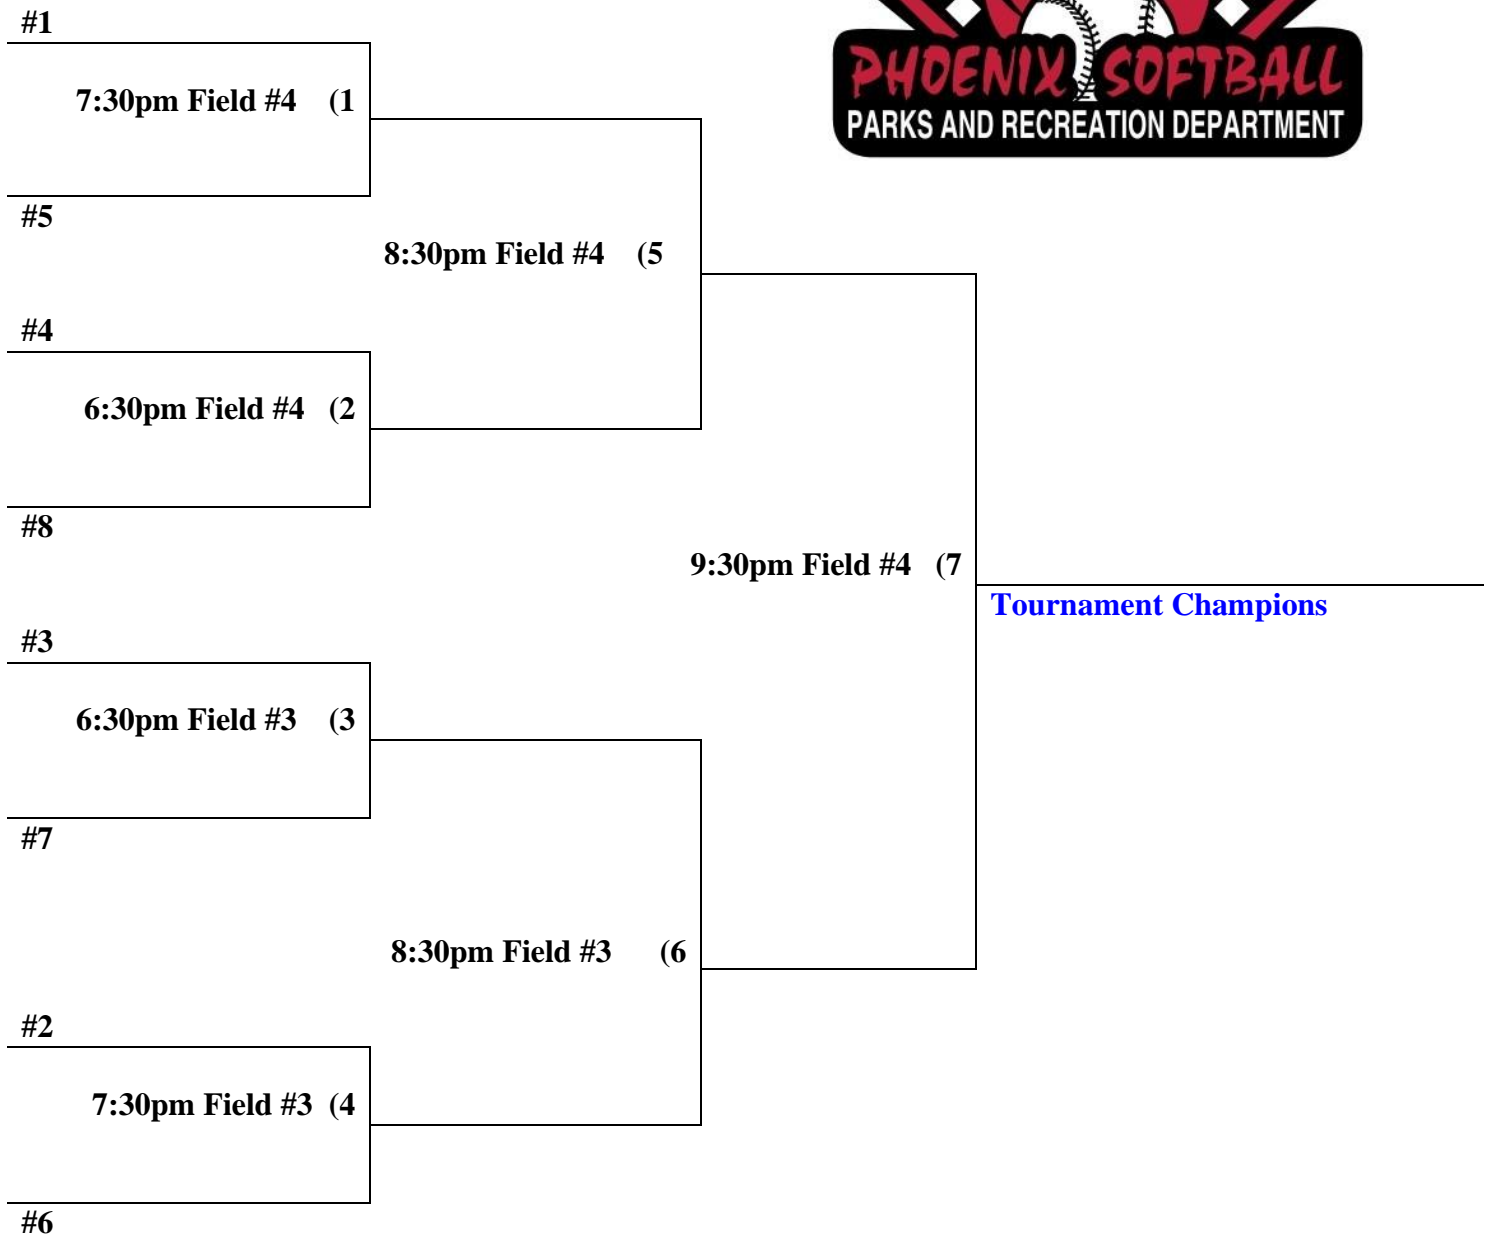 #1
PHOENIX SOFTBALL
PARKS AND RECREATION DEPARTMENT
7:30pm Field #4 (1
#5
8:30pm Field #4 (5
#4
6:30pm Field #4 (2
#8
9:30pm Field #4 (7
Tournament Champions
#3
6:30pm Field #3 (3
#7
8:30pm Field #3 (6
#2
7:30pm Field #3 (4
#6